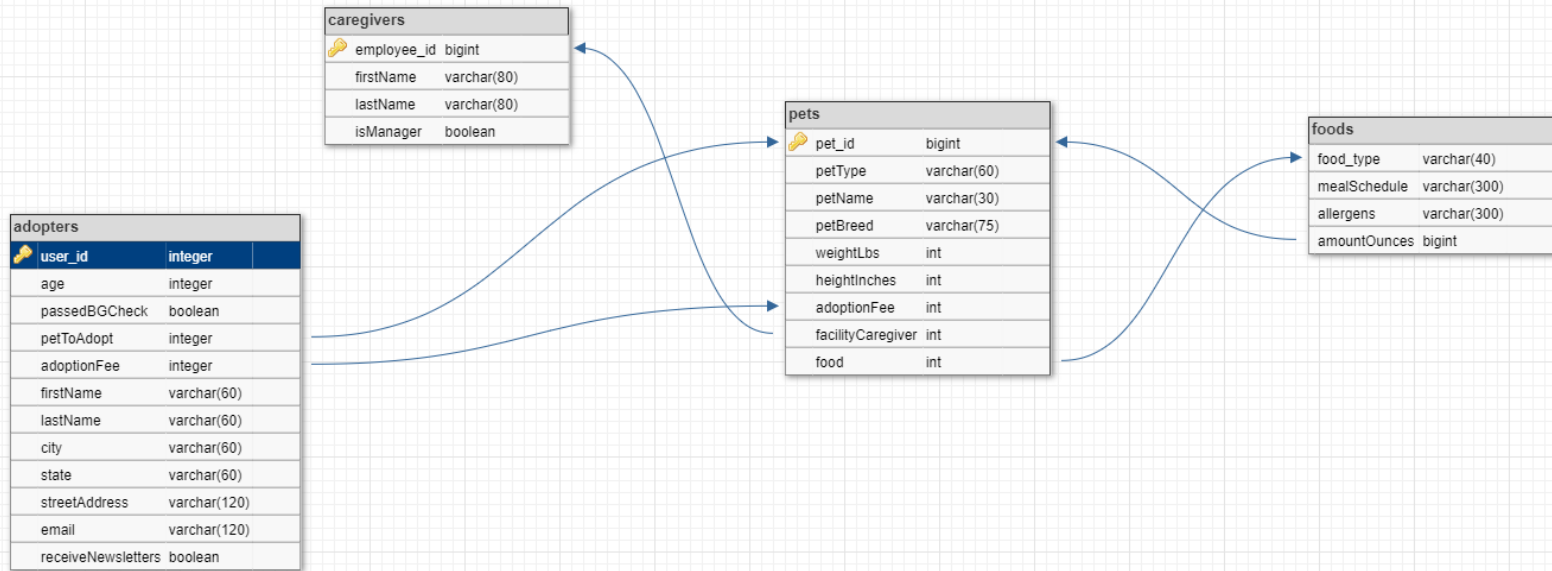 caregivers
employee_id bigint
firstName varchar(80)
lastName varchar(80)
isManager boolean
adopters
user_id integer
age integer
passedBGCheck boolean
petToAdopt integer
adoptionFee integer
firstName varchar(60)
lastName varchar(60)
city varchar(60)
state varchar(60)
streetAddress varchar(120)
email varchar(120)
receiveNewsletters boolean
pets
pet_id bigint
petType varchar(60)
petName varchar(30)
petBreed varchar(75)
weightLbs int
heightInches int
adoptionFee int
facilityCaregiver int
food int
foods
food_type varchar(40)
mealSchedule varchar(300)
allergens varchar(300)
amountOunces bigint